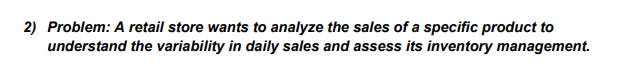 2) Problem: A retail store wants to analyze the sales of a specific product to
understand the variability in daily sales and assess its inventory management.